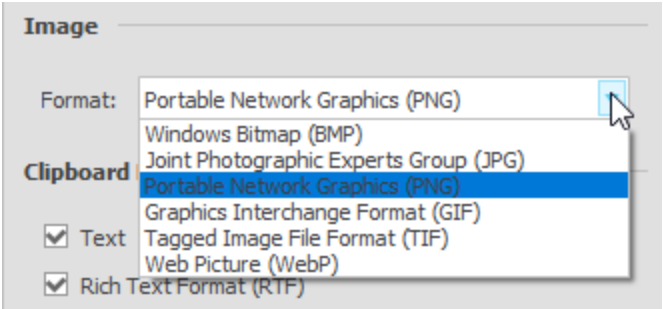 Image
Format: Portable Network Graphics (PNG)
Windows Bitmap (BMP)
Joint Photographic Experts Group (JPG)
Clipboard
Portable Network Graphics (PNG)
Graphics Interchange Format (GIF)
Text
Tagged Image File Format (TIF)
Web Picture (WebP)
Rich Text Format (RTF)